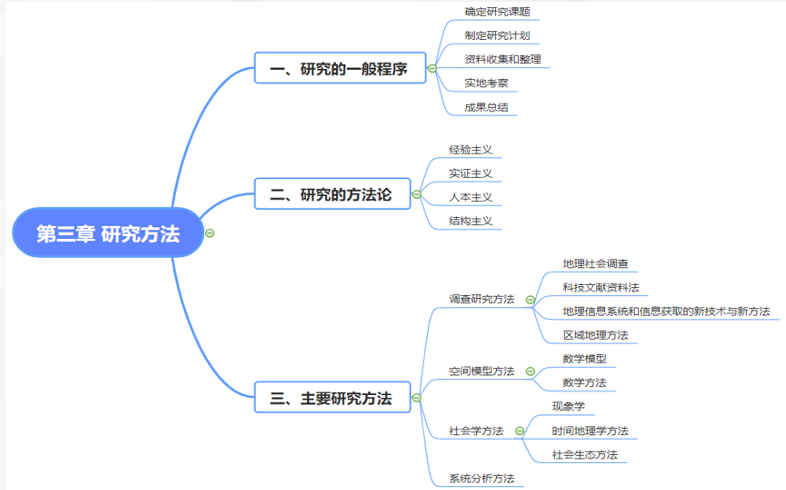 第三章 研究方法
一、研究的一般程序
确定研究课题
制定研究计划
资料收集和整理
实地考察
成果总结
二、研究的方法论
经验主义
实证主义
人本主义
结构主义
三、主要研究方法
调查研究方法
地理社会调查
科技文献资料法
地理信息系统和信息获取的新技术与新方法
区域地理方法
空间模型方法
数学模型
数学方法
社会学方法
现象学
时间地理学方法
社会生态方法
系统分析方法